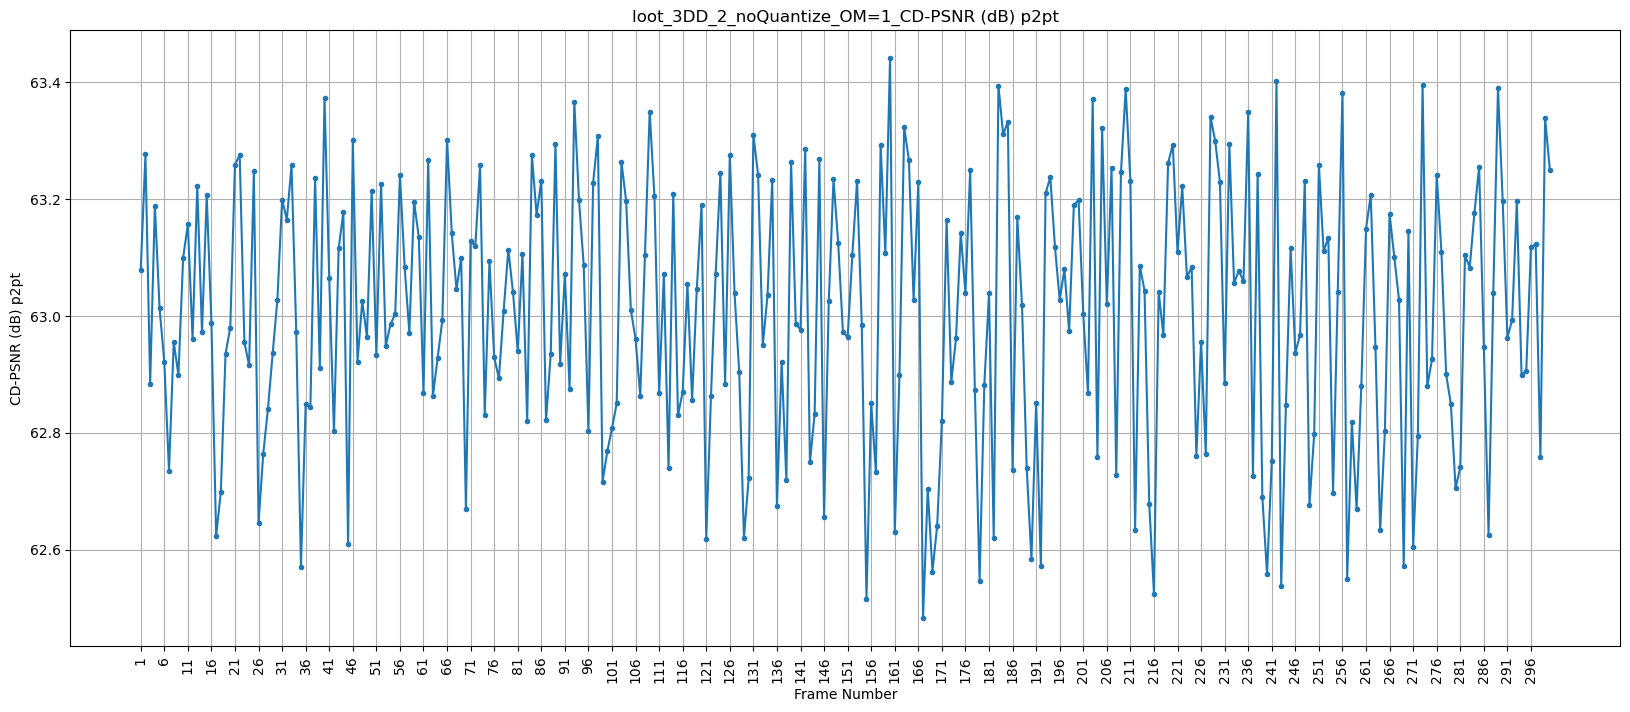 loot_3DD_2_noQuantize_OM=1_CD-PSNR (dB) p2pt
CD-PSNR (dB) p2pt
63.4
63.2
63.0
62.8
62.6
1 6 11 16 21 26 31 36 41 46 51 56 61 66 71 76 81 86 91 96 101 106 111 116 121 126 131 136 141 146 151 156 161 166 171 176 181 186 191 196 201 206 211 216 221 226 231 236 241 246 251 256 261 266 271 276 281 286 291 296
Frame Number